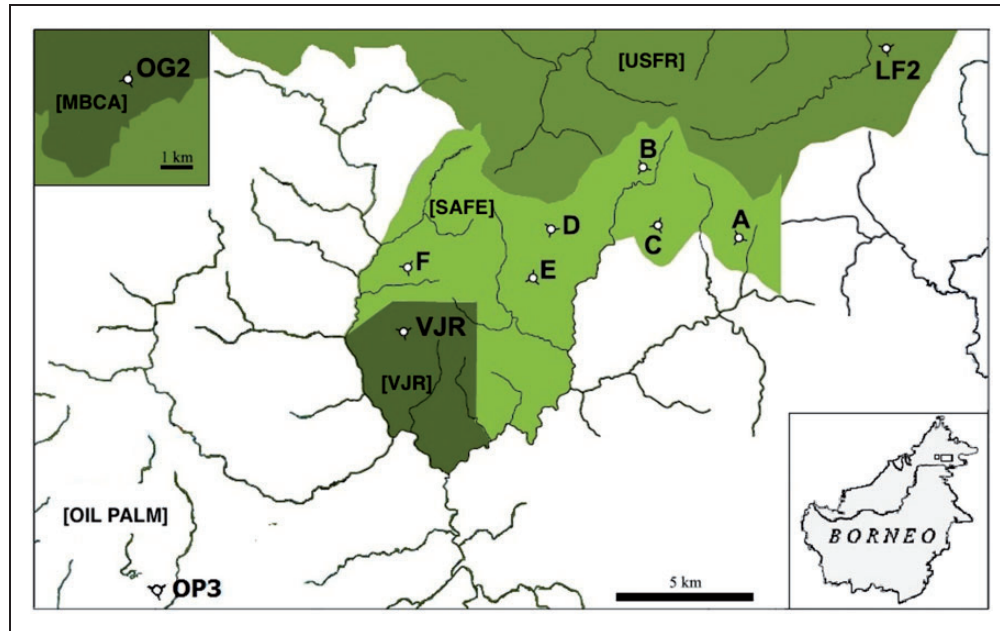 OG2
[MBCA]
1 km
[USFR]
LF2
B
[SAFE]
D
C
A
F
E
VJR
[VJR]
[OIL PALM]
OP3
5 km
BORNEO